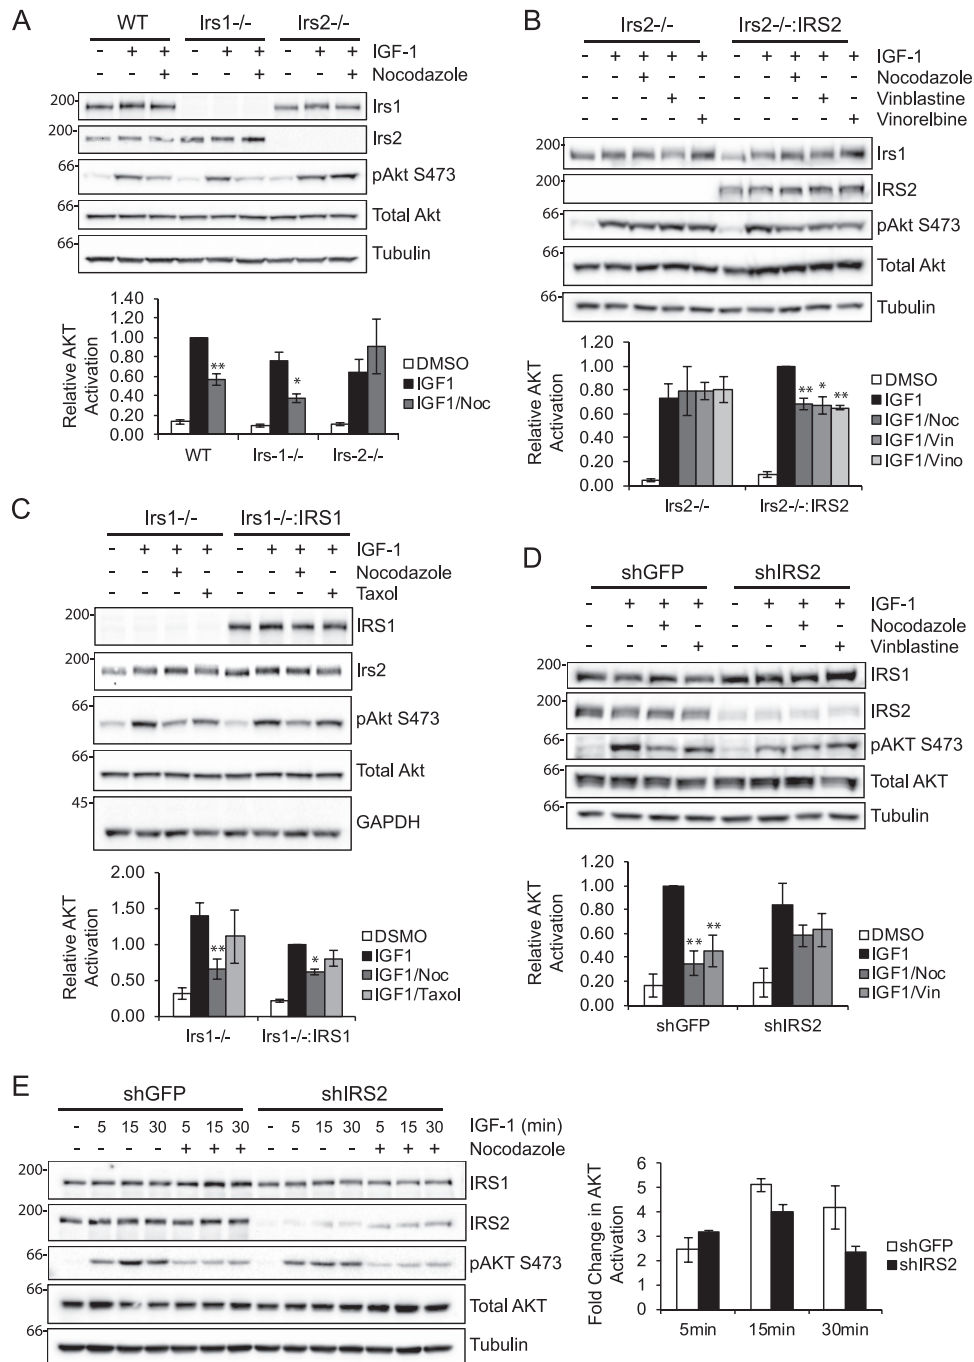 A
WT Irs1-/- Irs2-/-
- + + - + + - + + IGF-1
- - + - - + - - + Nocodazole
200 Irs1
200 Irs2
66 pAkt S473
66 Total Akt
66 Tubulin
Relative AKT Activation
1.40
1.20
1.00
0.80
0.60
0.40
0.20
0.00
** *
DMSO
IGF1
IGF1/Noc
WT Irs-1-/- Irs-2-/-
B
Irs2-/- Irs2-/-:IRS2
- + + + + - + + + + IGF-1
- - + - - - - + - - Nocodazole
- - - + - - - - + - Vinblastine
- - - - + - - - - + Vinorelbine
200 Irs1
200 IRS2
66 pAkt S473
66 Total Akt
66 Tubulin
Relative AKT Activation
1.20
1.00
0.80
0.60
0.40
0.20
0.00
** * **
DMSO
IGF1
IGF1/Noc
IGF1/Vin
IGF1/Vino
Irs2-/- Irs2-/-:IRS2
C
Irs1-/- Irs1-/-:IRS1
- + + + - + + + IGF-1
- - + - - - + - Nocodazole
- - - + - - - + Taxol
200 IRS1
200 Irs2
66 pAkt S473
66 Total Akt
45 GAPDH
Relative AKT Activation
2.00
1.50
1.00
0.50
0.00
** *
DSMO
IGF1
IGF1/Noc
IGF1/Taxol
Irs1-/- Irs1-/-:IRS1
D
shGFP shIRS2
- + + + - + + + IGF-1
- - + - - - + - Nocodazole
- - - + - - - + Vinblastine
200 IRS1
200 IRS2
66 pAKT S473
66 Total AKT
66 Tubulin
Relative AKT Activation
1.20
1.00
0.80
0.60
0.40
0.20
0.00
** **
DMSO
IGF1
IGF1/Noc
IGF1/Vin
shGFP shIRS2
E
shGFP shIRS2
- 5 15 30 5 15 30 - 5 15 30 5 15 30 IGF-1 (min)
- - - - + + + - - - - + + + Nocodazole
200 IRS1
200 IRS2
66 pAKT S473
66 Total AKT
66 Tubulin
Fold Change in AKT Activation
6
5
4
3
2
1
0
shGFP
shIRS2
5min 15min 30min